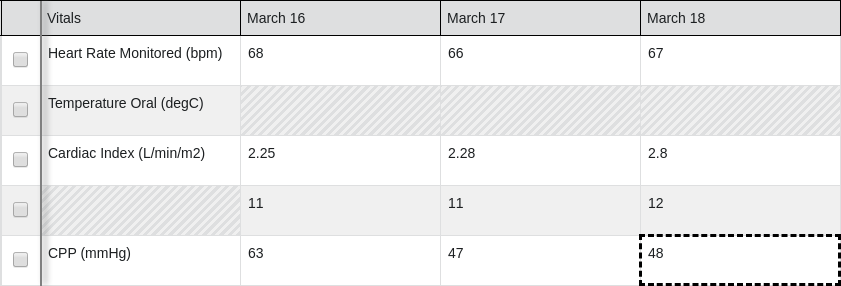 Vitals March 16 March 17 March 18
Heart Rate Monitored (bpm) 68 66 67
Temperature Oral (degC)
Cardiac Index (L/min/m2) 2.25 2.28 2.8
11 11 12
CPP (mmHg) 63 47 48